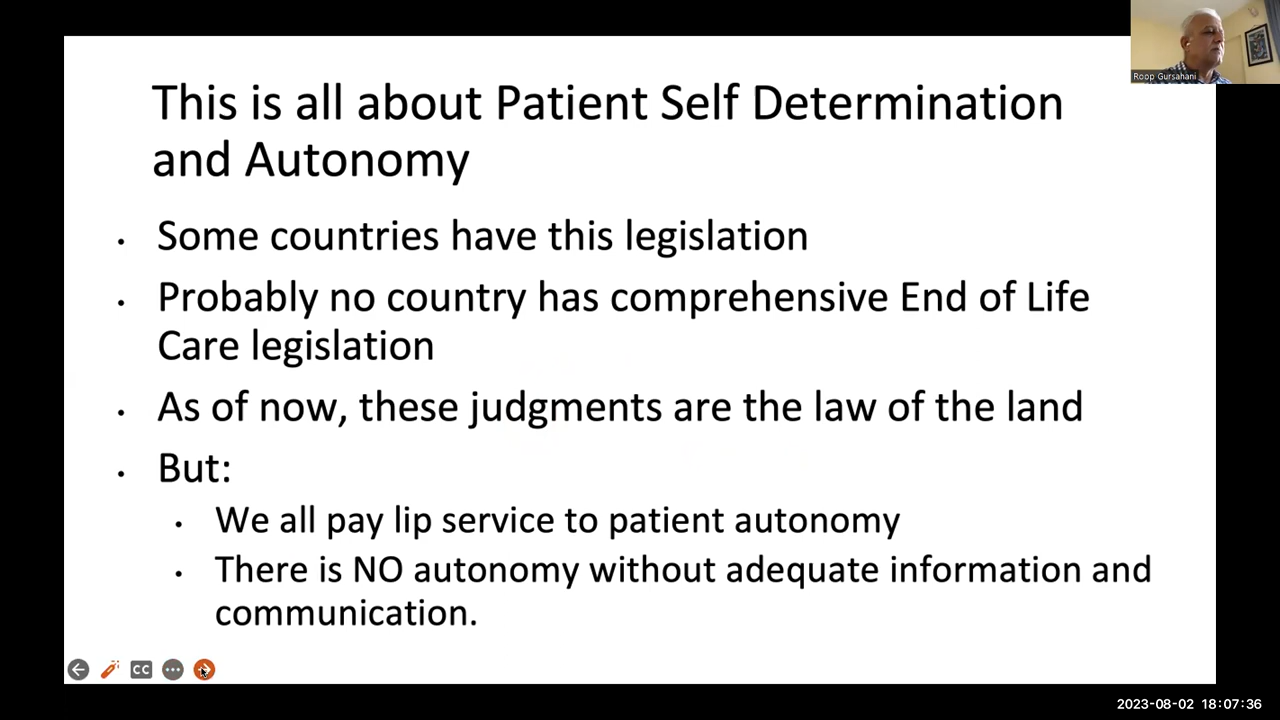 Roop Gursahani
This is all about Patient Self Determination
and Autonomy
• Some countries have this legislation
• Probably no country has comprehensive End of Life
Care legislation
• As of now, these judgments are the law of the land
• But:
• We all pay lip service to patient autonomy
• There is NO autonomy without adequate information and
communication.
CC
2023-08-02 18:07:36